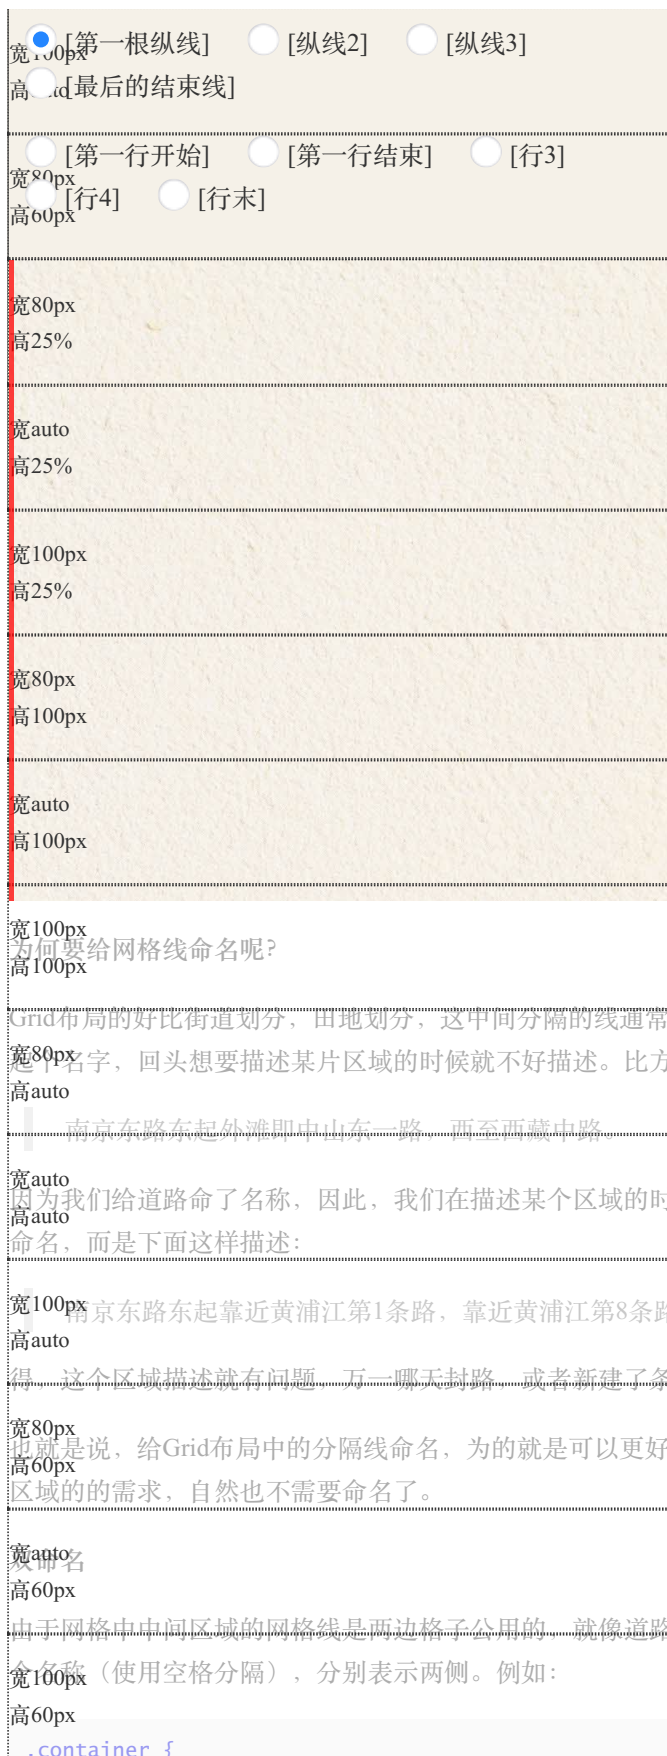 [第一根纵线] [纵线2] [纵线3]
宽100px
[最后的结束线]
高auto
[第一行开始] [第一行结束] [行3]
宽80px
[行4] [行末]
高60px
宽80px
高25%
宽auto
高25%
宽100px
高25%
宽80px
高100px
宽auto
高100px
宽100px
为何要给网格线命名呢?
高100px
Grid布局的好比街道划分，田地划分，这中间分隔的线通常
宽80px
起个名字，回头想要描述某片区域的时候就不好描述。比方
高auto
南京东路东起外滩即中山东一路，西至西藏中路。
宽auto
因为我们给道路命了名称，因此，我们在描述某个区域的时
高auto
命名，而是下面这样描述：
宽100px
南京东路东起靠近黄浦江第1条路，靠近黄浦江第8条路
高auto
得，这个区域描述就有问题，万一哪天封路，或者新建了条
宽80px
也就是说，给Grid布局中的分隔线命名，为的就是可以更好
高60px
区域的的需求，自然也不需要命名了。
宽auto
双命名
高60px
由于网格中中间区域的网格线是两边格子公用的，就像道路
宽100px
个名称（使用空格分隔），分别表示两侧。例如：
高60px
.container {